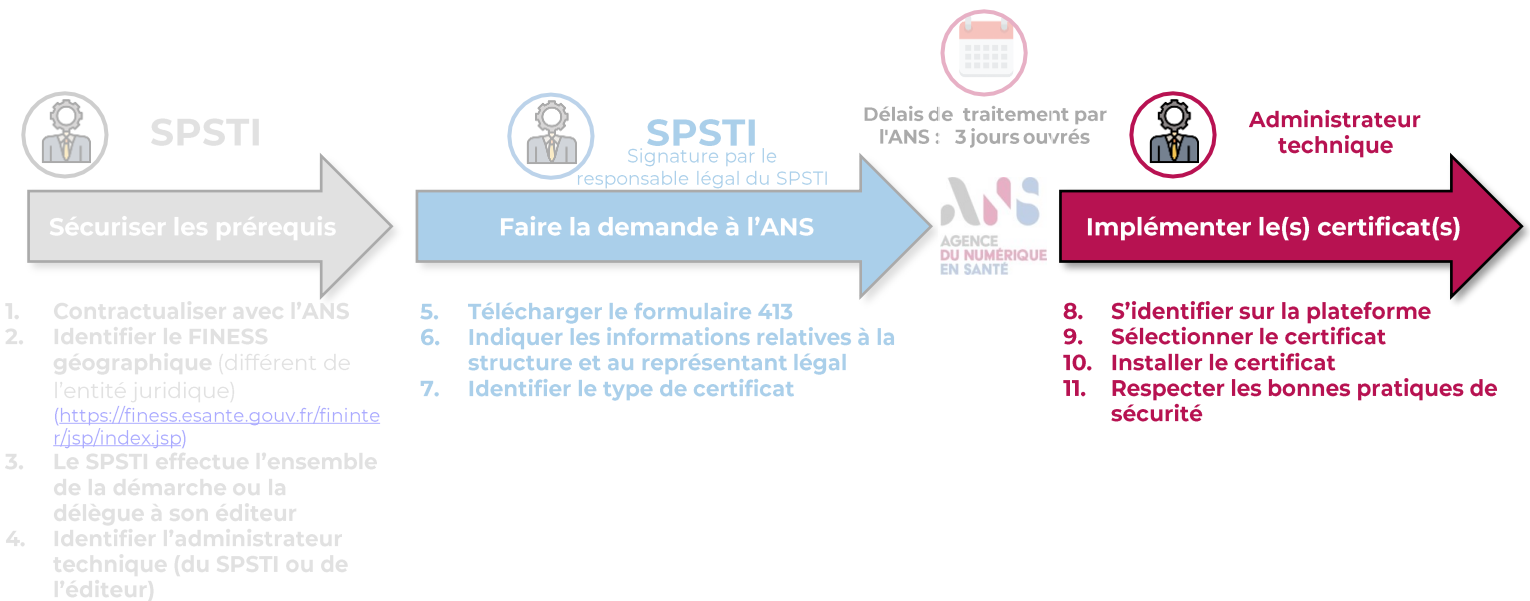 SPSTI
Sécuriser les prérequis
1. Contractualiser avec l'ANS
2. Identifier le FINESS
géographique (différent de
l'entité juridique)
(https://finess.esante.gouv.fr/fininte
r/jsp/index.jsp)
3. Le SPSTI effectue l'ensemble
de la démarche ou la
délègue à son éditeur
4. Identifier l'administrateur
technique (du SPSTI ou de
l'éditeur)
SPSTI
Signature par le
responsable légal du SPSTI
Faire la demande à l'ANS
5. Télécharger le formulaire 413
6. Indiquer les informations relatives à la
structure et au représentant légal
7. Identifier le type de certificat
Délais de traitement par
l'ANS : 3 jours ouvrés
ANS
AGENCE
DU NUMÉRIQUE
EN SANTÉ
Administrateur
technique
Implémenter le(s) certificat(s)
8. S'identifier sur la plateforme
9. Sélectionner le certificat
10. Installer le certificat
11. Respecter les bonnes pratiques de
sécurité